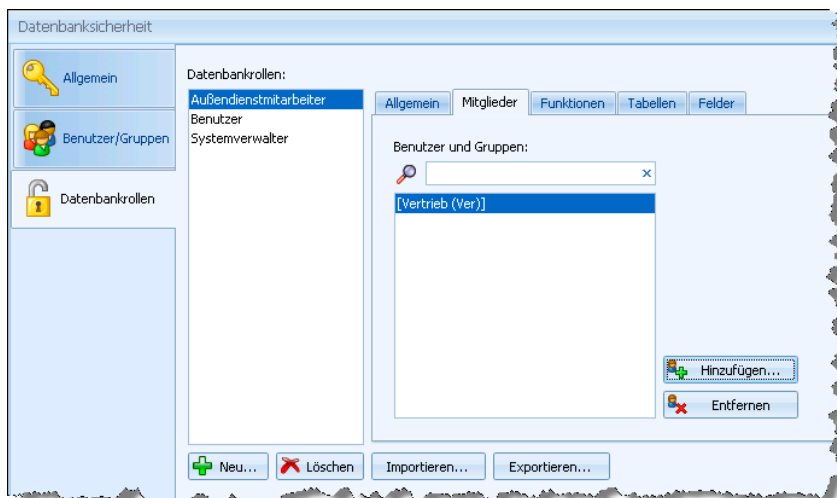 Datenbanksicherheit
Allgemein
Benutzer/Gruppen
Datenbankrollen
Datenbankrollen:
Außendienstmitarbeiter
Benutzer
Systemverwalter
Allgemein Mitglieder Funktionen Tabellen Felder
Benutzer und Gruppen:
[Vertrieb (Ver)]
Hinzufügen...
Entfernen
Neu... Löschen Importieren... Exportieren...